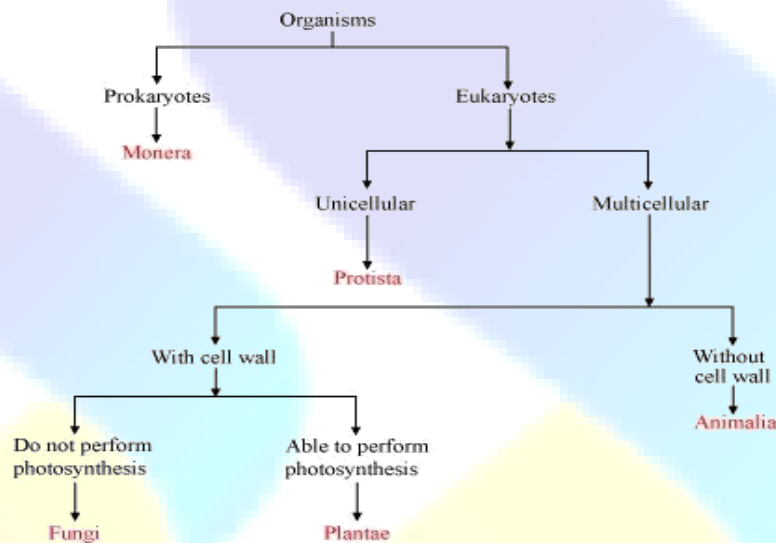 Organisms
Prokaryotes
Eukaryotes
Monera
Unicellular
Multicellular
Protista
With cell wall
Without
cell wall
Animalia
Do not perform
photosynthesis
Able to perform
photosynthesis
Fungi
Plantae